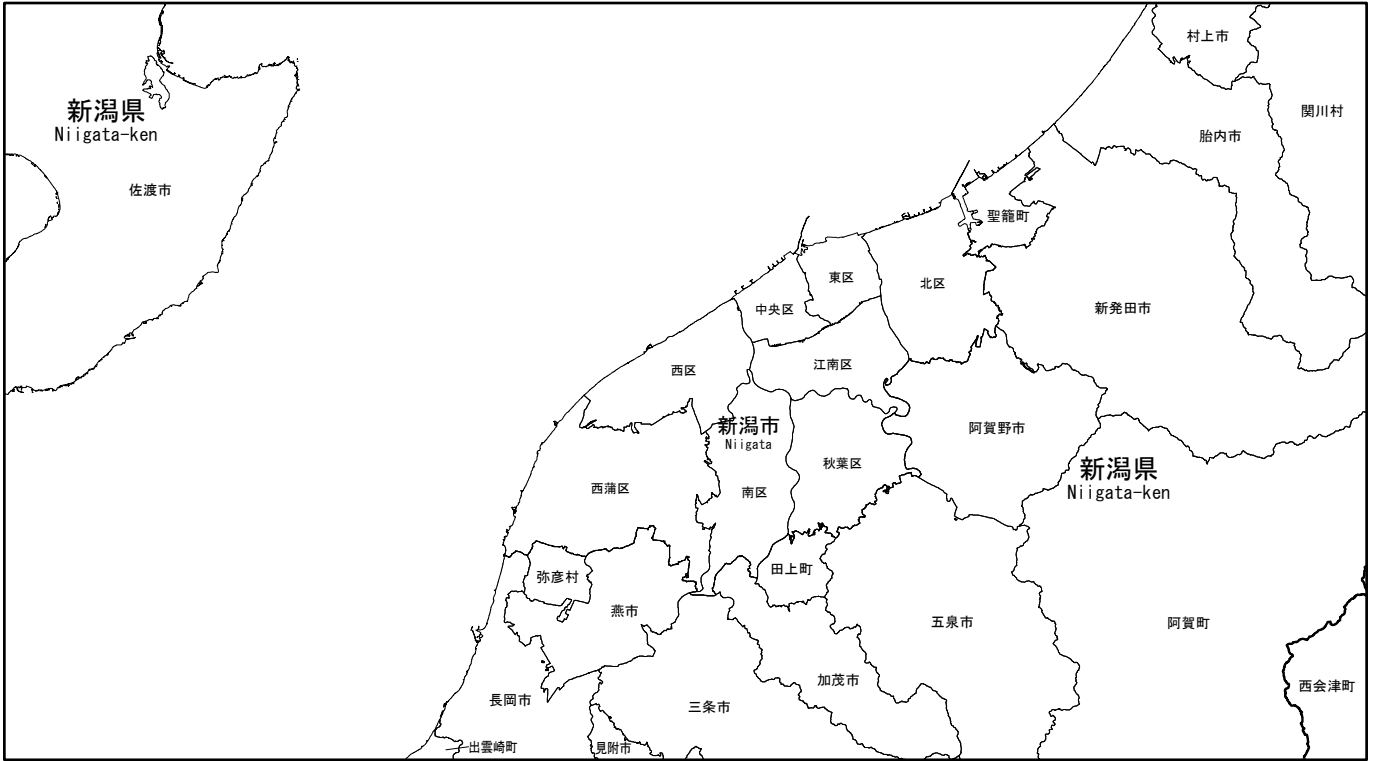 村上市
新潟県
Niigata-ken
関川村
胎内市
佐渡市
聖籠町
東区
北区
中央区
新発田市
江南区
西区
新潟市
Niigata
阿賀野市
秋葉区
新潟県
Niigata-ken
西蒲区
南区
弥彦村
田上町
燕市
五泉市
阿賀町
加茂市
西会津町
長岡市
三条市
出雲崎町
見附市